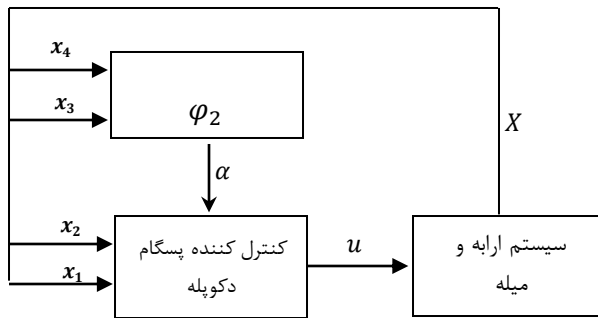 x₄
x₃
φ₂
X
α
x₂
x₁
کنترل کننده پسگام
دکوپله
u
سیستم ارابه و
میله